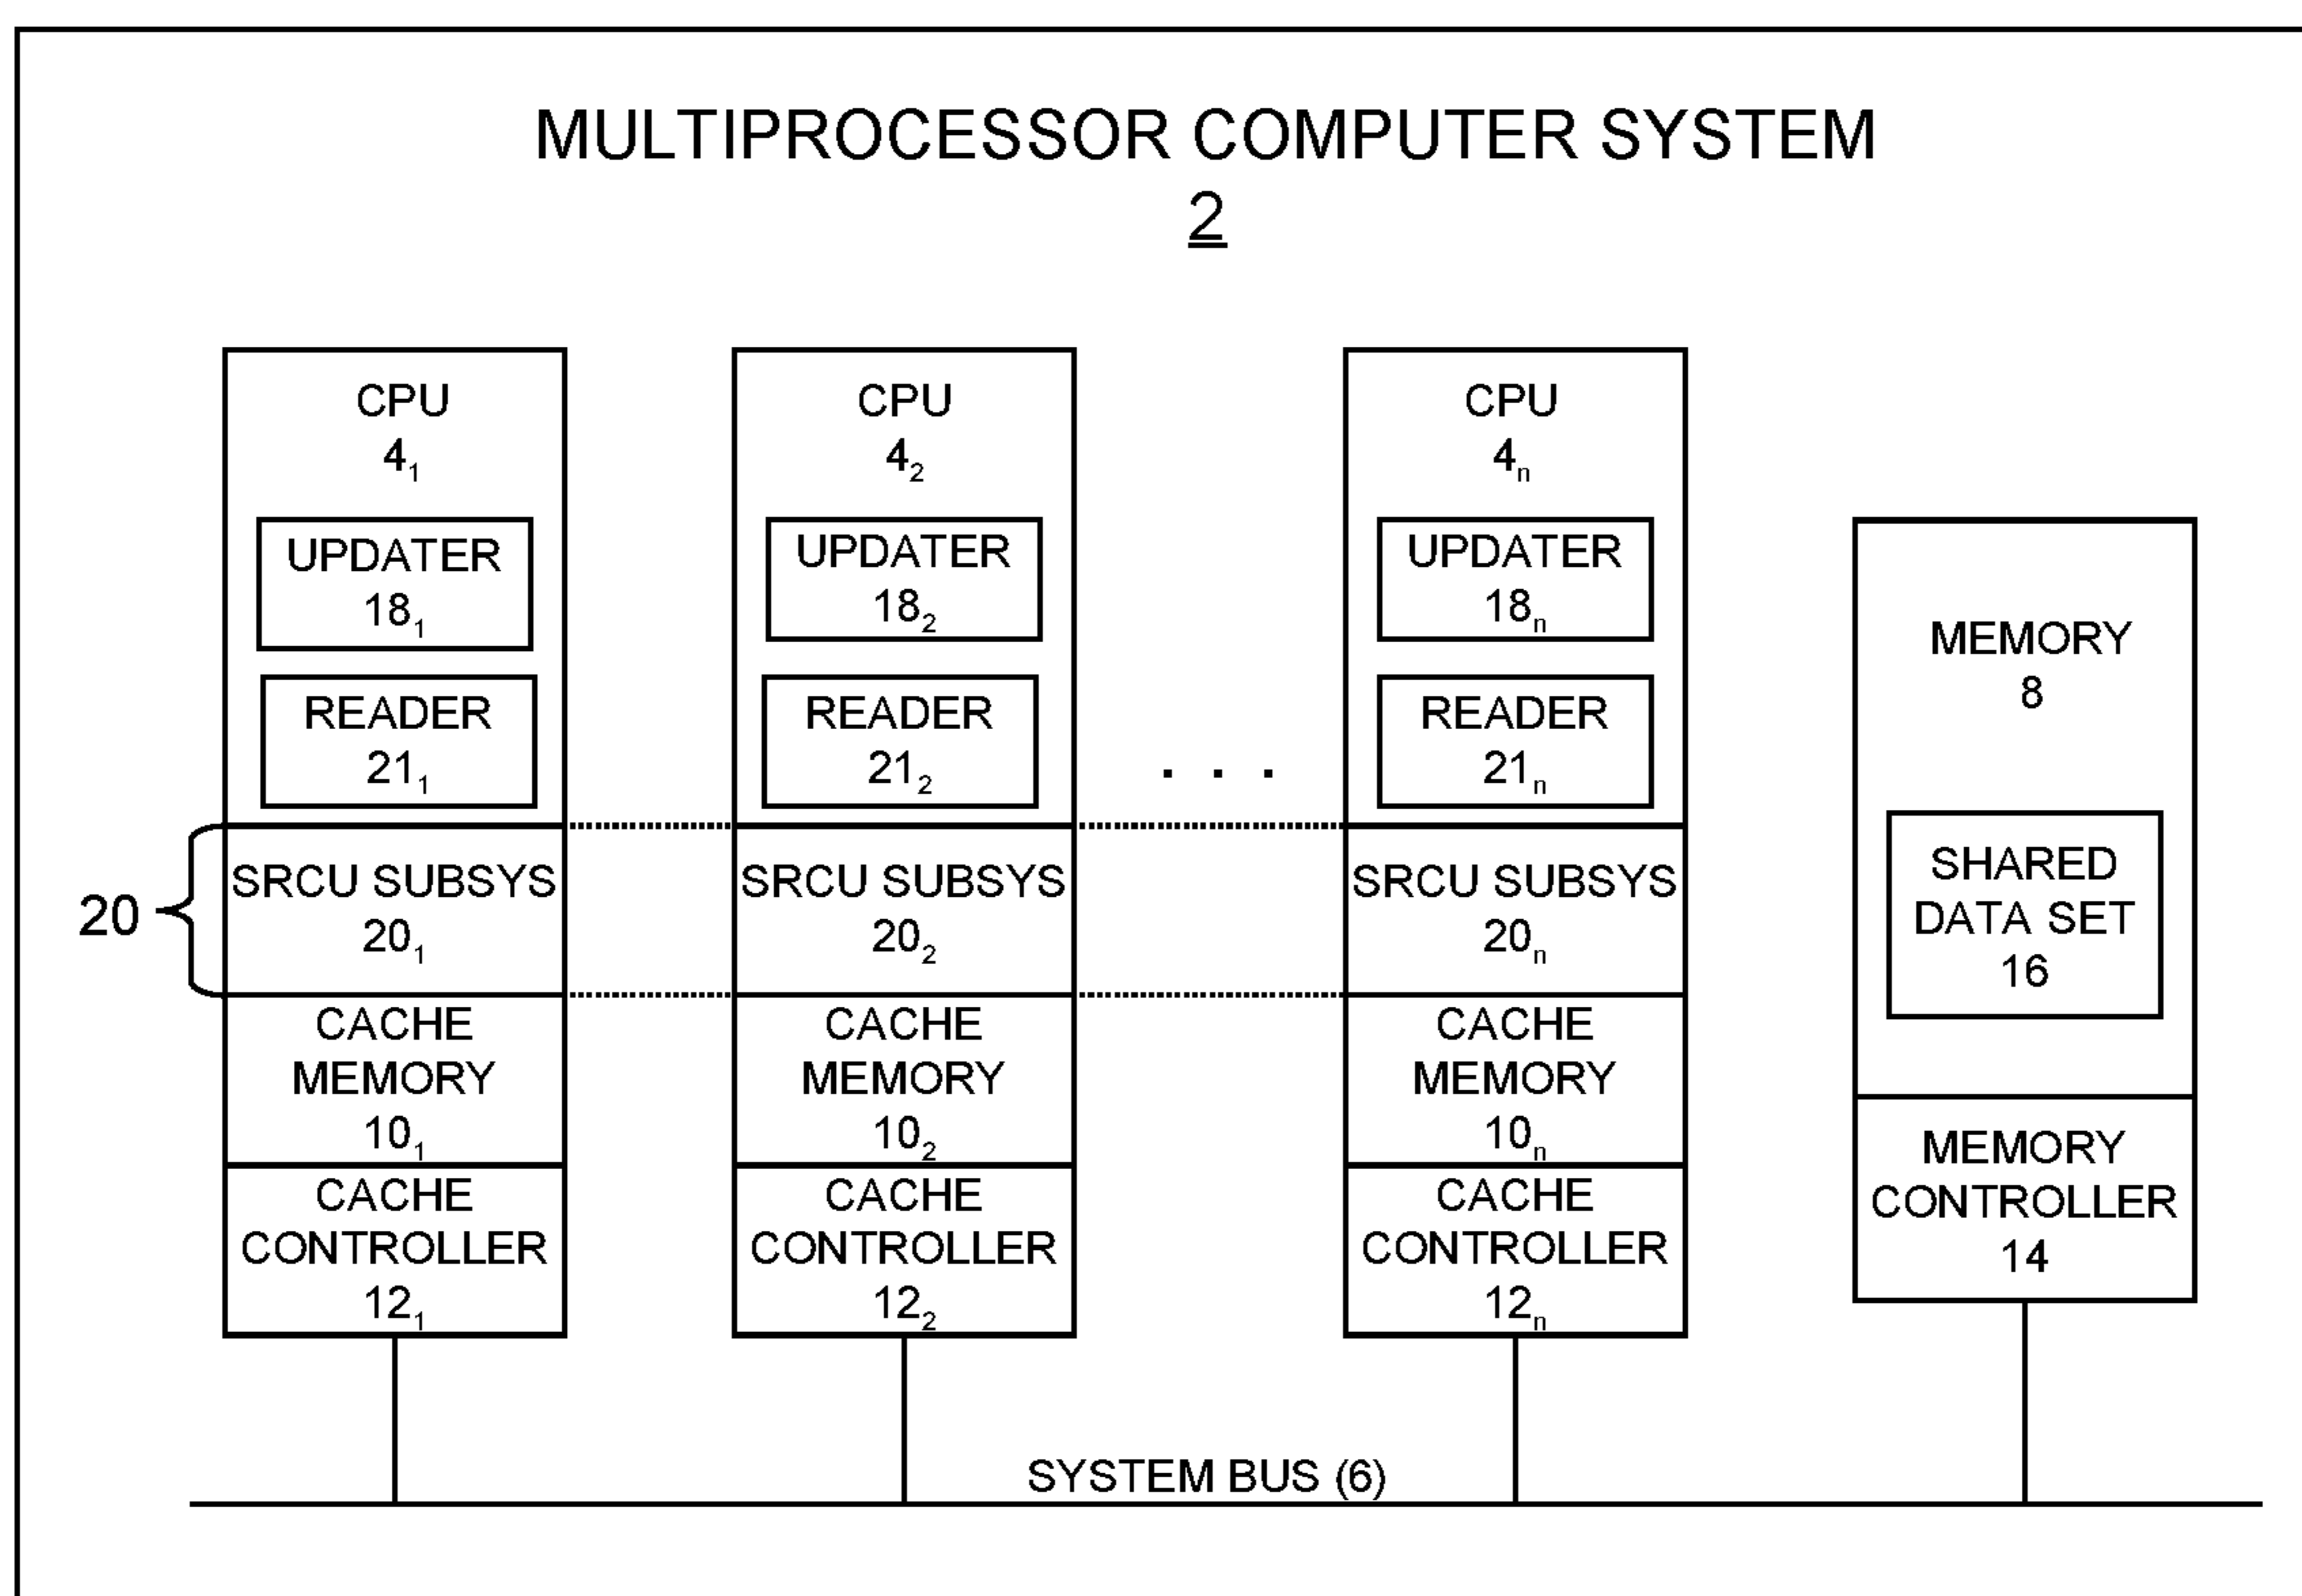 MULTIPROCESSOR COMPUTER SYSTEM
2
CPU
4₁
UPDATER
18₁
READER
21₁
SRCU SUBSYS
20₁
CACHE
MEMORY
10₁
CACHE
CONTROLLER
12₁
CPU
4₂
UPDATER
18₂
READER
21₂
SRCU SUBSYS
20₂
CACHE
MEMORY
10₂
CACHE
CONTROLLER
12₂
. . .
CPU
4ₙ
UPDATER
18ₙ
READER
21ₙ
SRCU SUBSYS
20ₙ
CACHE
MEMORY
10ₙ
CACHE
CONTROLLER
12ₙ
MEMORY
8
SHARED
DATA SET
16
MEMORY
CONTROLLER
14
20
SYSTEM BUS (6)